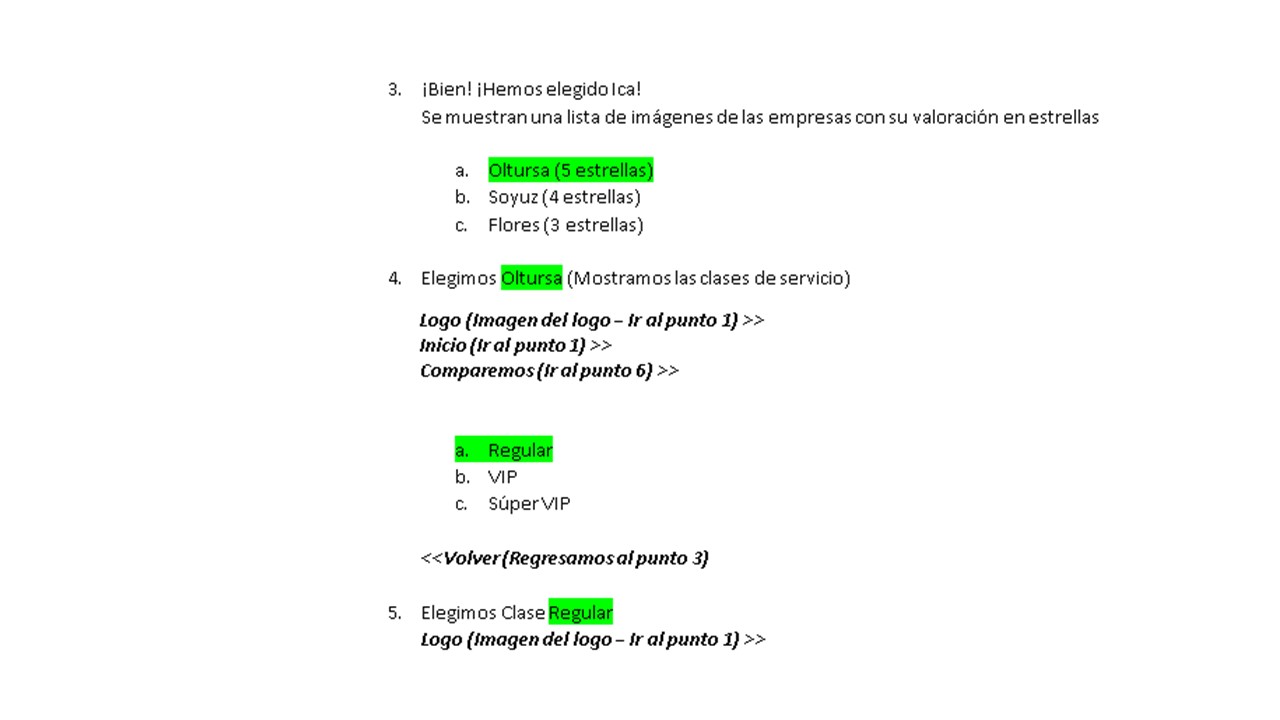 3. ¡Bien! ¡Hemos elegido Ica!
Se muestran una lista de imágenes de las empresas con su valoración en estrellas
a. Oltursa (5 estrellas)
b. Soyuz (4 estrellas)
c. Flores (3 estrellas)
4. Elegimos Oltursa (Mostramos las clases de servicio)
Logo (Imagen del logo – Ir al punto 1) >>
Inicio (Ir al punto 1) >>
Comparemos (Ir al punto 6) >>
a. Regular
b. VIP
c. Súper VIP
<<Volver (Regresamos al punto 3)
5. Elegimos Clase Regular
Logo (Imagen del logo – Ir al punto 1) >>